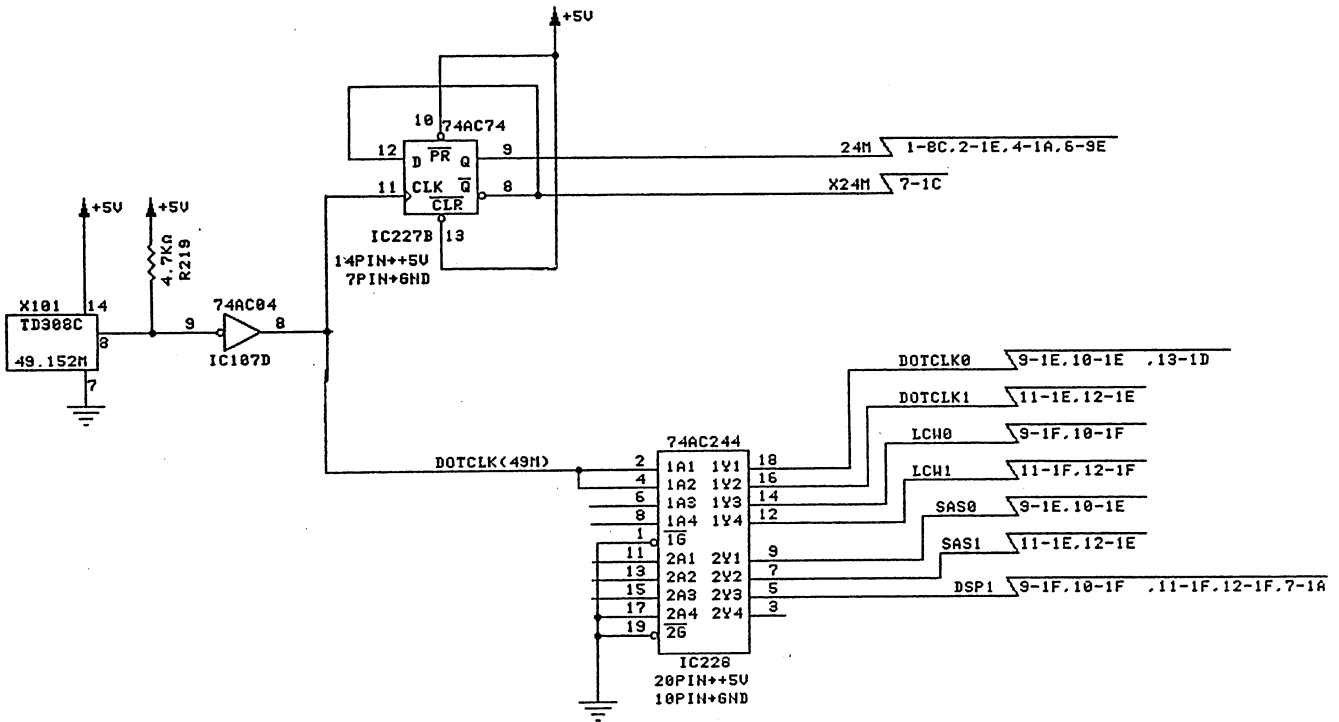 +5V
10
74AC74
12
D
PR
Q
9
24M
1-8C,2-1E,4-1A,6-9E
11
CLK
Q
8
X24M
7-1C
CLR
IC227B
13
14PIN→+5V
7PIN→GND
+5V
+5V
4.7KΩ
R219
X101
14
TD308C
8
49.152M
7
74AC04
9
8
IC107D
DOTCLK0
9-1E,10-1E ,13-1D
DOTCLK1
11-1E,12-1E
LCW0
9-1F,10-1F
LCW1
11-1F,12-1F
SAS0
9-1E,10-1E
SAS1
11-1E,12-1E
DSP1
9-1F,10-1F ,11-1F,12-1F,7-1A
DOTCLK(49M)
74AC244
2 1A1 1Y1 18
4 1A2 1Y2 16
6 1A3 1Y3 14
8 1A4 1Y4 12
1 1G
11 2A1 2Y1 9
13 2A2 2Y2 7
15 2A3 2Y3 5
17 2A4 2Y4 3
19 2G
IC228
20PIN→+5V
10PIN→GND